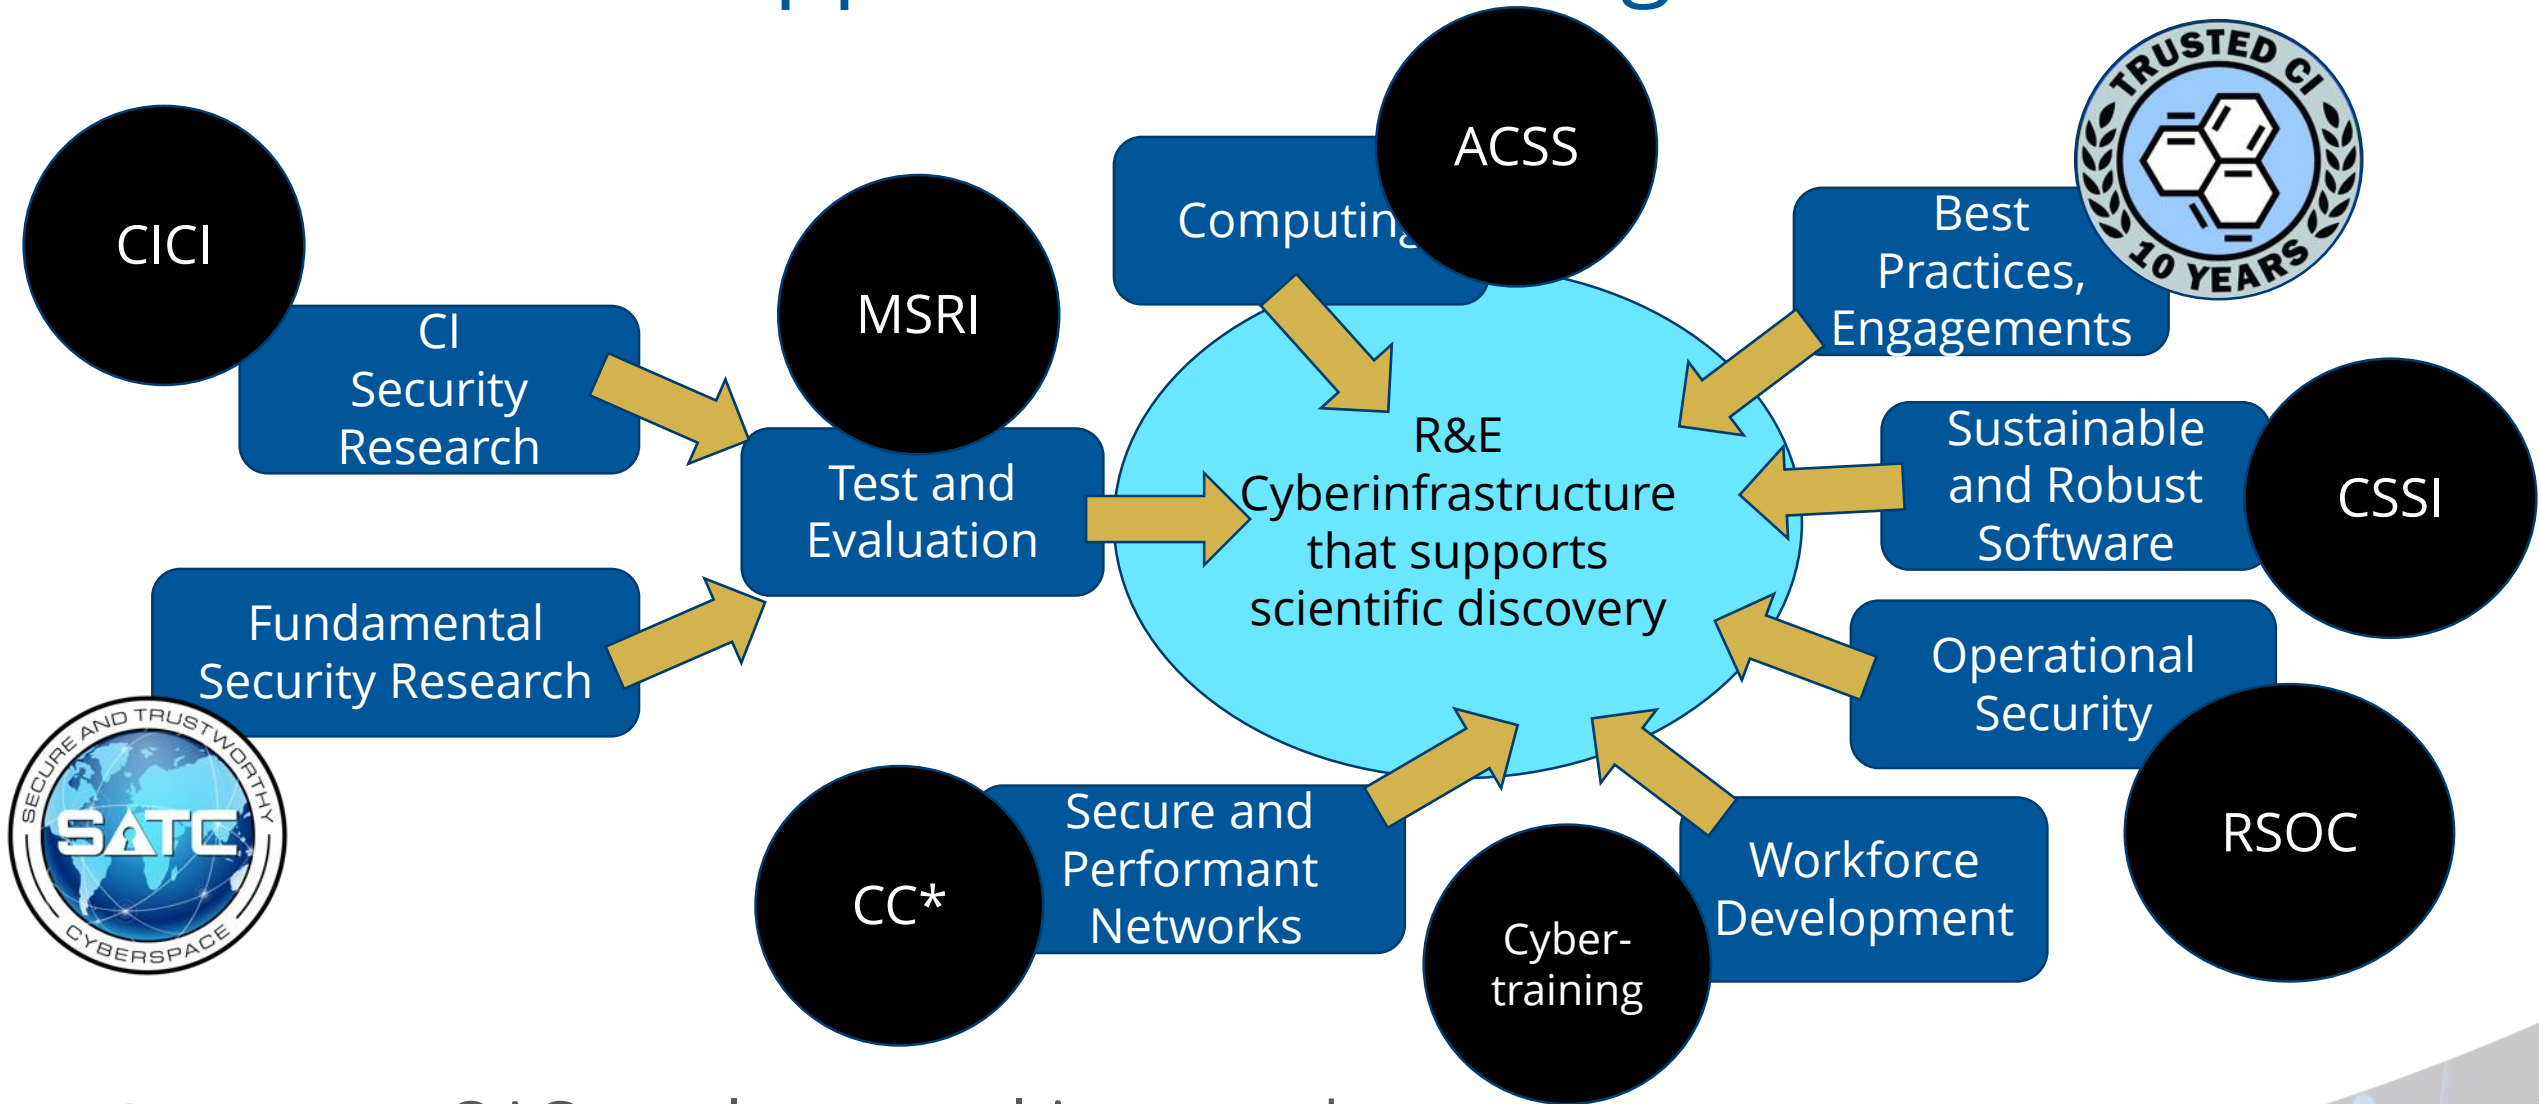 CICI
CI
Security
Research
MSRI
Test and
Evaluation
Fundamental
Security Research
SECURE AND TRUSTWORTHY
SATC
CYBERSPACE
ACSS
Computing
TRUSTED CI
10 YEARS
Best
Practices,
Engagements
R&E
Cyberinfrastructure
that supports
scientific discovery
Sustainable
and Robust
Software
CSSI
Operational
Security
RSOC
CC*
Secure and
Performant
Networks
Cyber-
training
Workforce
Development